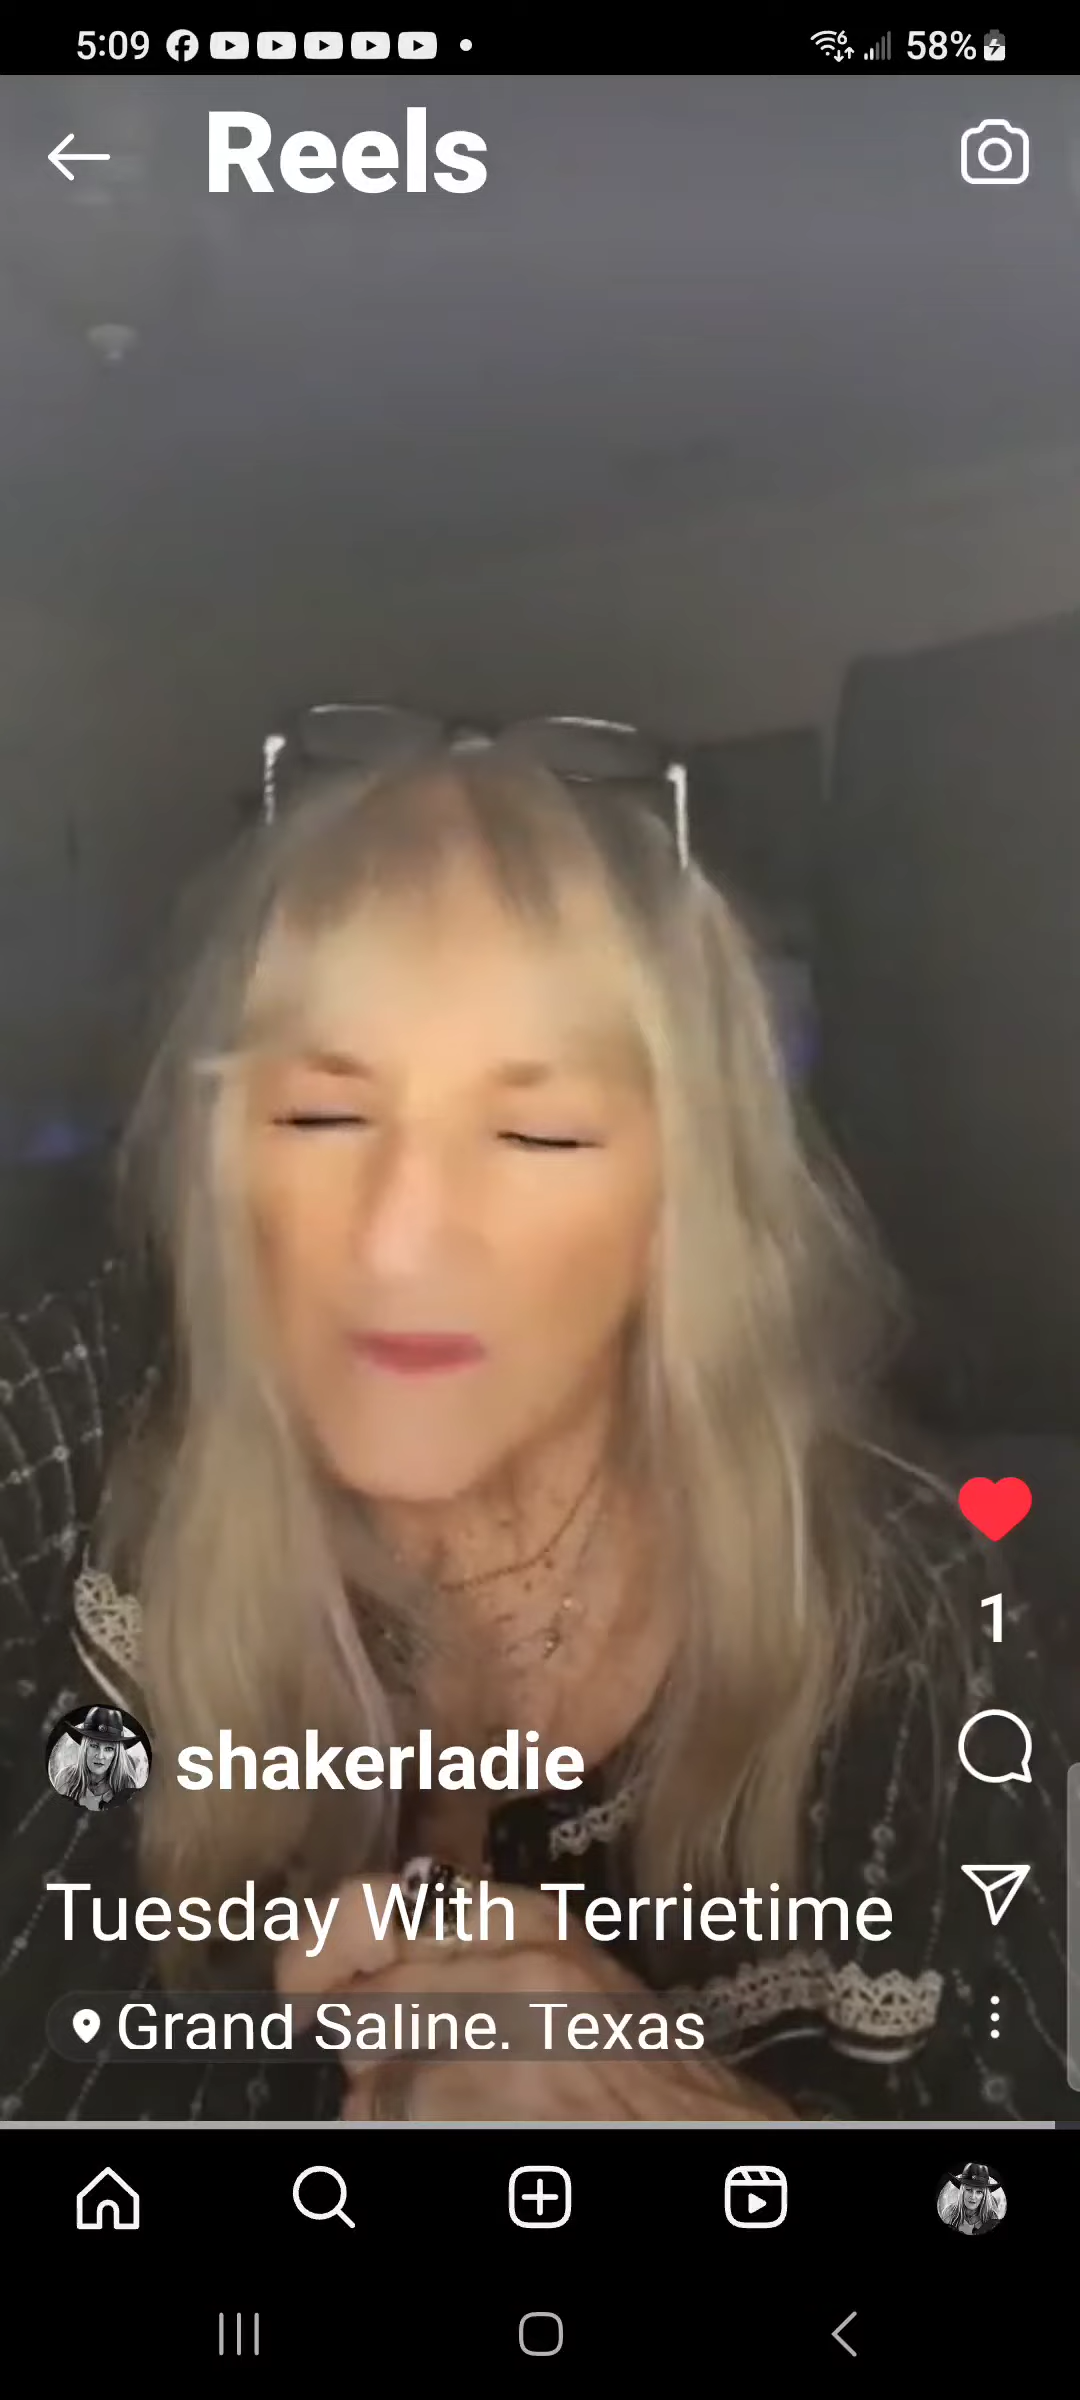 5:09 58%
Reels
1
shakerladie
Tuesday With Terrietime
Grand Saline, Texas